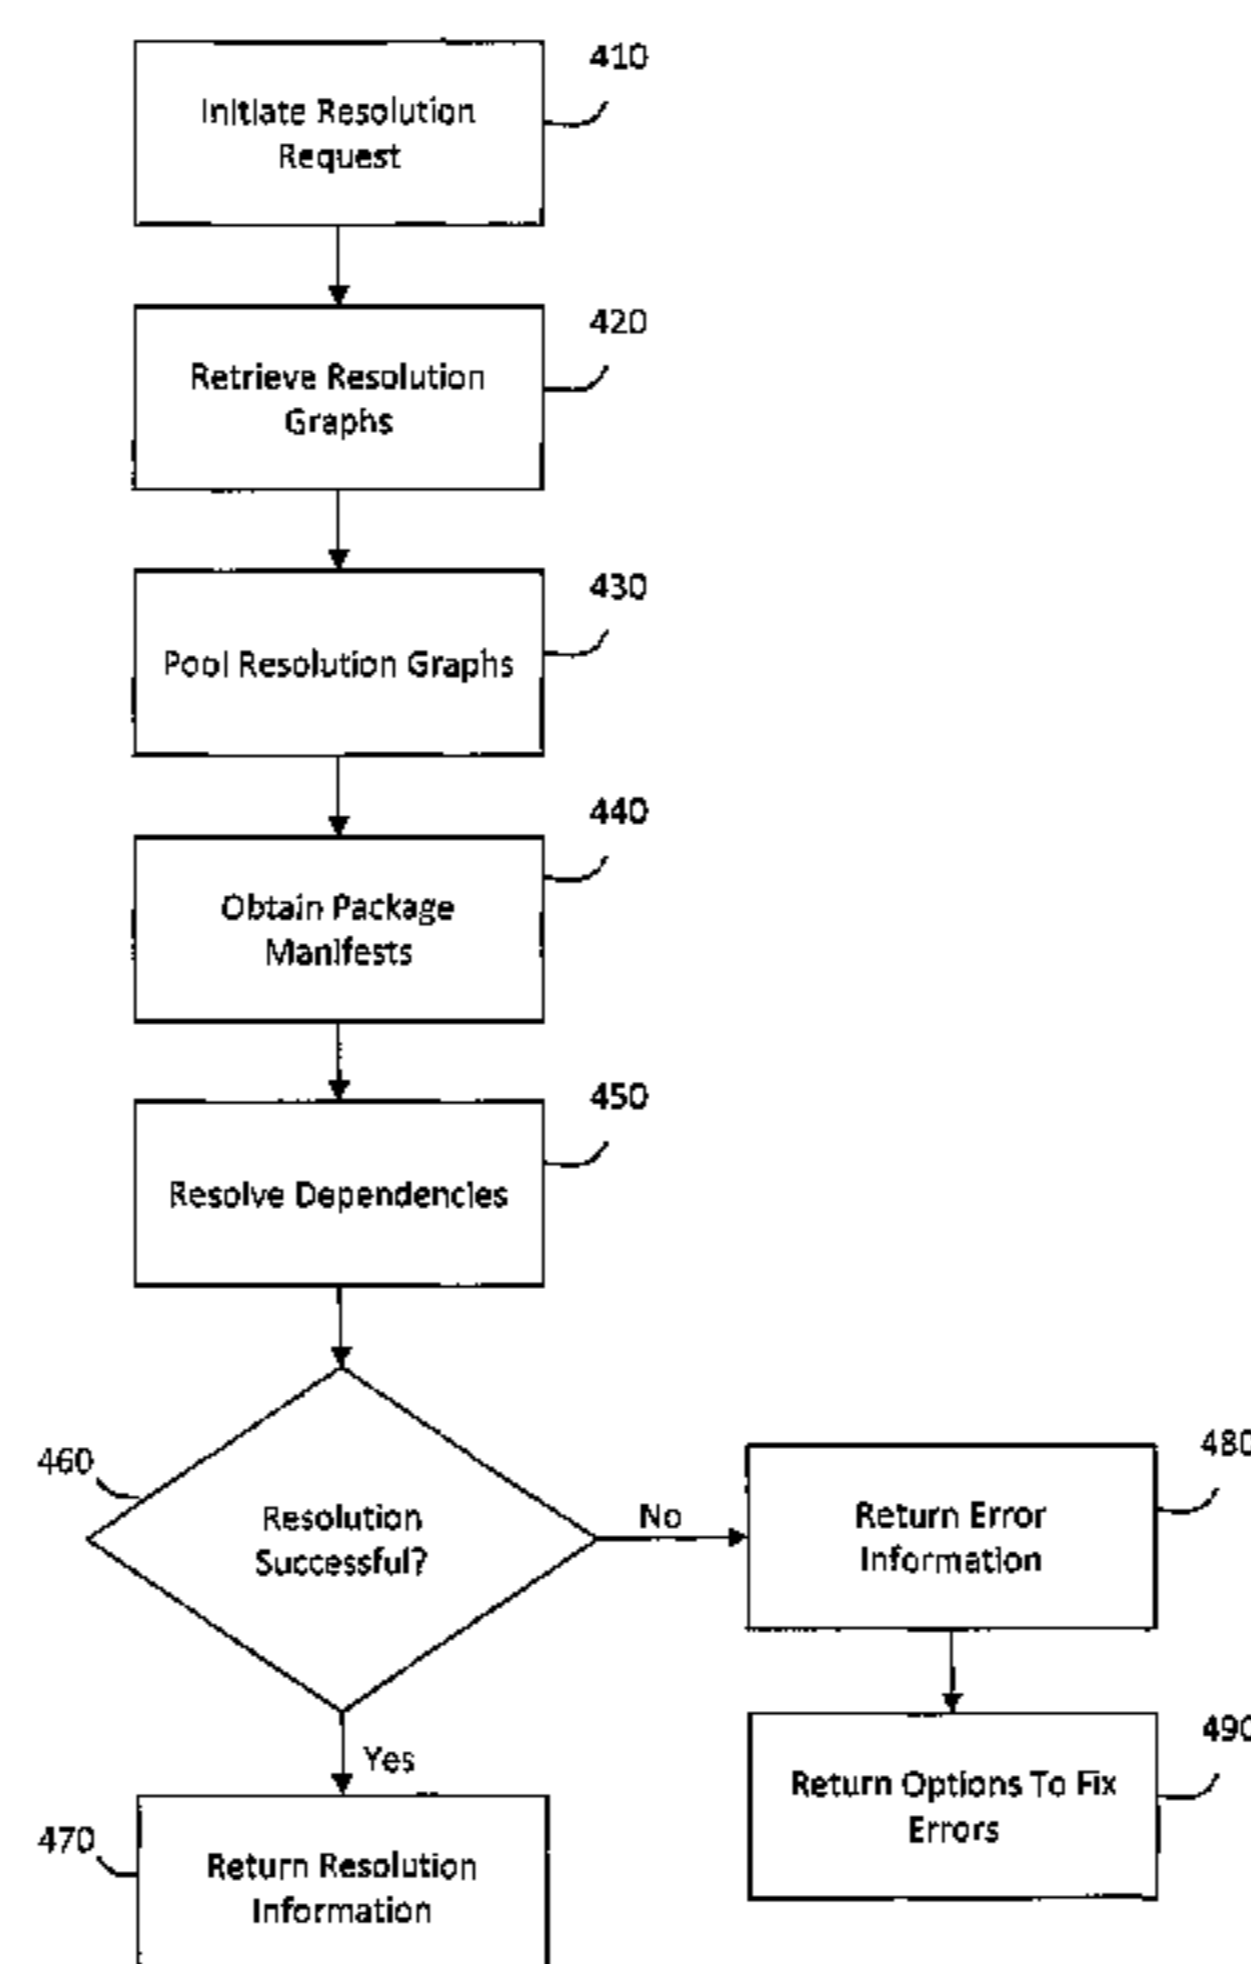 410
Initiate Resolution
Request
420
Retrieve Resolution
Graphs
430
Pool Resolution Graphs
440
Obtain Package
Manifests
450
Resolve Dependencies
460
Resolution
Successful?
No
480
Return Error
Information
Yes
490
Return Options To Fix
Errors
470
Return Resolution
Information